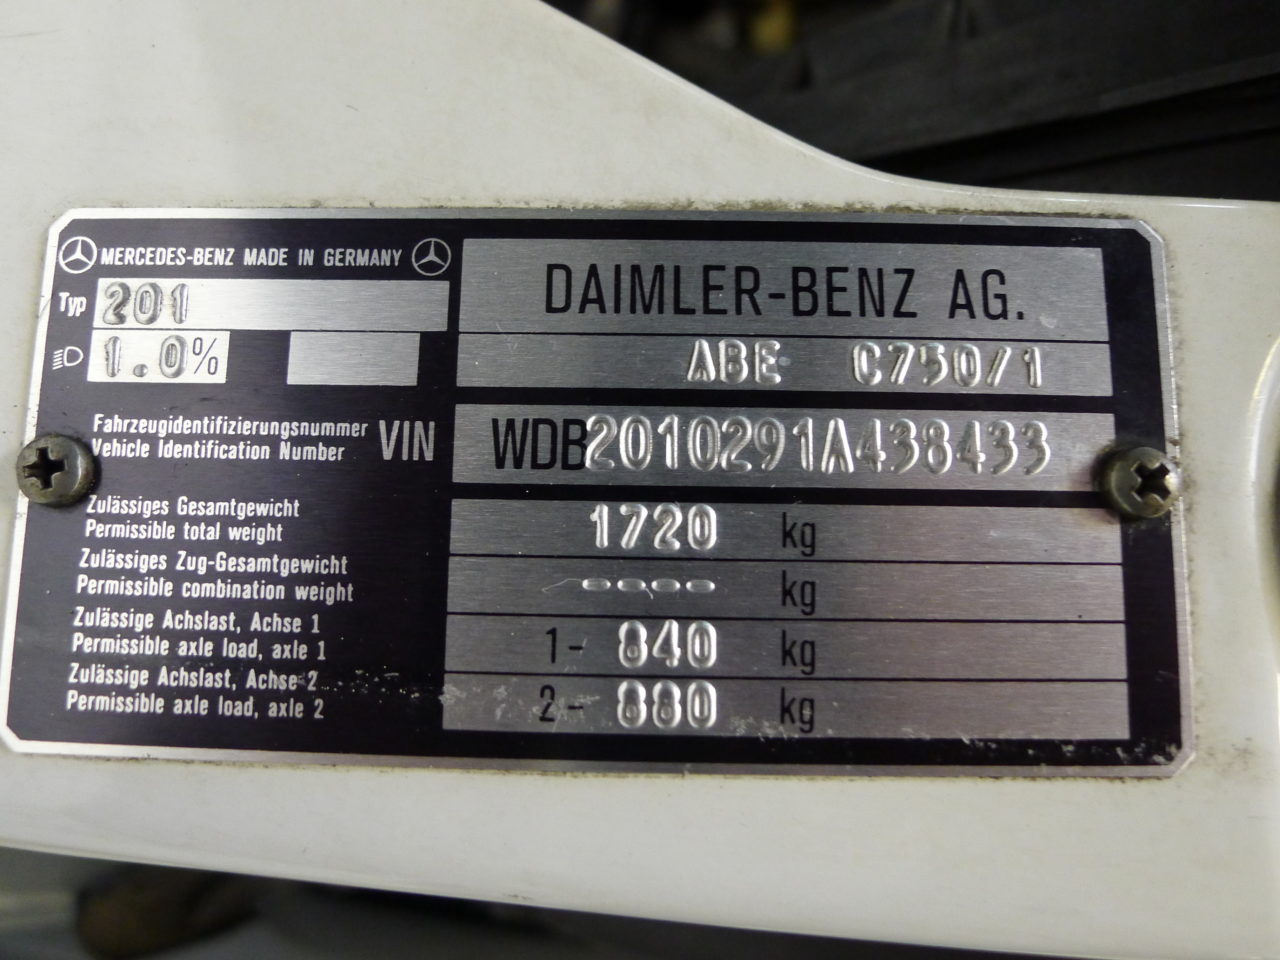 MERCEDES-BENZ MADE IN GERMANY
Typ 201
1.0%
DAIMLER-BENZ AG.
ABE C750/1
Fahrzeugidentifizierungsnummer
Vehicle Identification Number
VIN
WDB2010291A438433
Zulässiges Gesamtgewicht
Permissible total weight
1720 kg
Zulässiges Zug-Gesamtgewicht
Permissible combination weight
---- kg
Zulässige Achslast, Achse 1
Permissible axle load, axle 1
1- 840 kg
Zulässige Achslast, Achse 2
Permissible axle load, axle 2
2- 880 kg